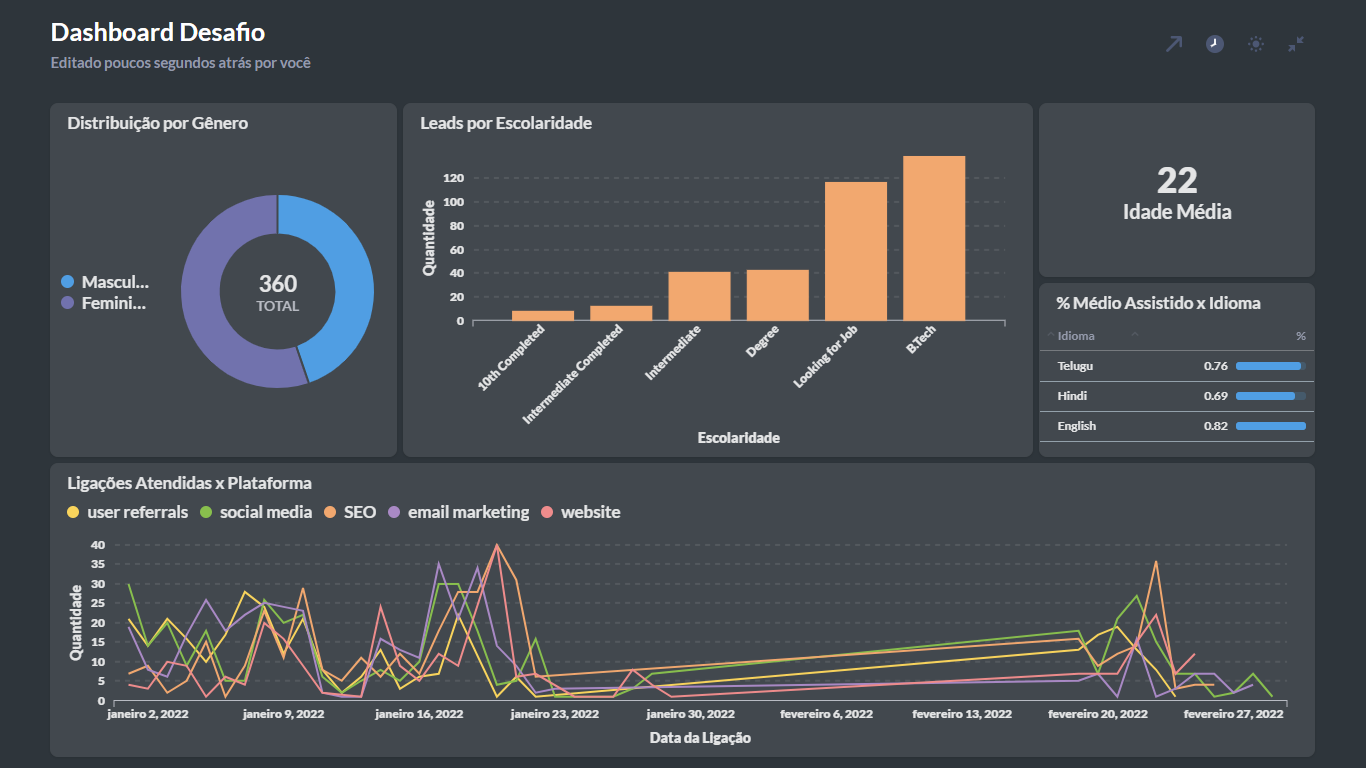 Dashboard Desafio
Editado poucos segundos atrás por você
Distribuição por Gênero
Mascul...
Femini...
360
TOTAL
Leads por Escolaridade
Quantidade
120
100
80
60
40
20
0
10th Completed
Intermediate Completed
Intermediate
Degree
Looking for Job
B.Tech
Escolaridade
22
Idade Média
% Médio Assistido x Idioma
Idioma %
Telugu 0.76
Hindi 0.69
English 0.82
Ligações Atendidas x Plataforma
user referrals social media SEO email marketing website
Quantidade
40
35
30
25
20
15
10
5
0
janeiro 2, 2022 janeiro 9, 2022 janeiro 16, 2022 janeiro 23, 2022 janeiro 30, 2022 fevereiro 6, 2022 fevereiro 13, 2022 fevereiro 20, 2022 fevereiro 27, 2022
Data da Ligação